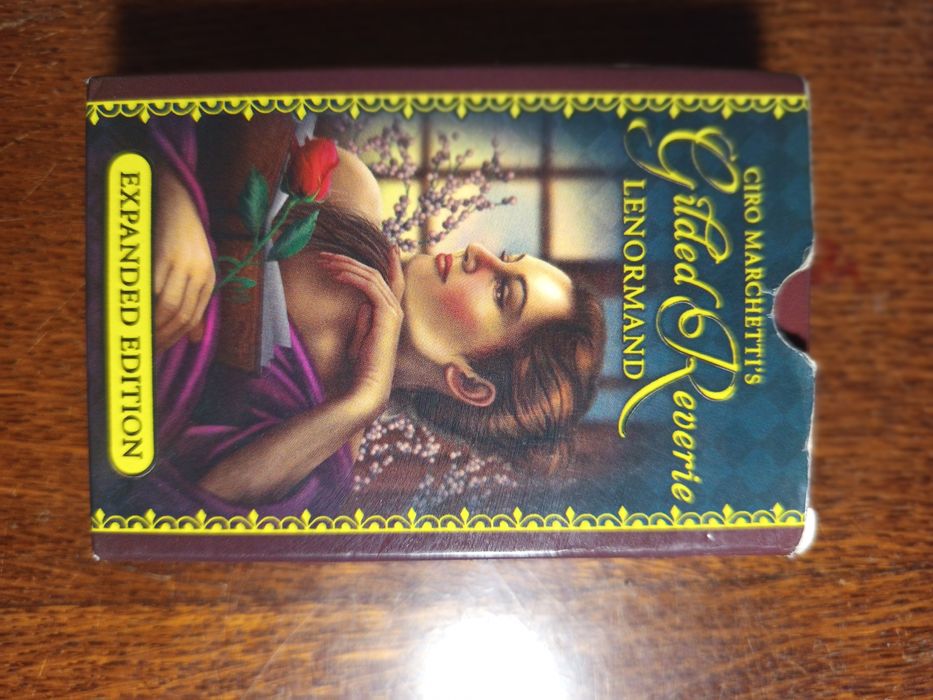 CIRO MARCHETTI'S
Gilded Reverie
LENORMAND
EXPANDED EDITION